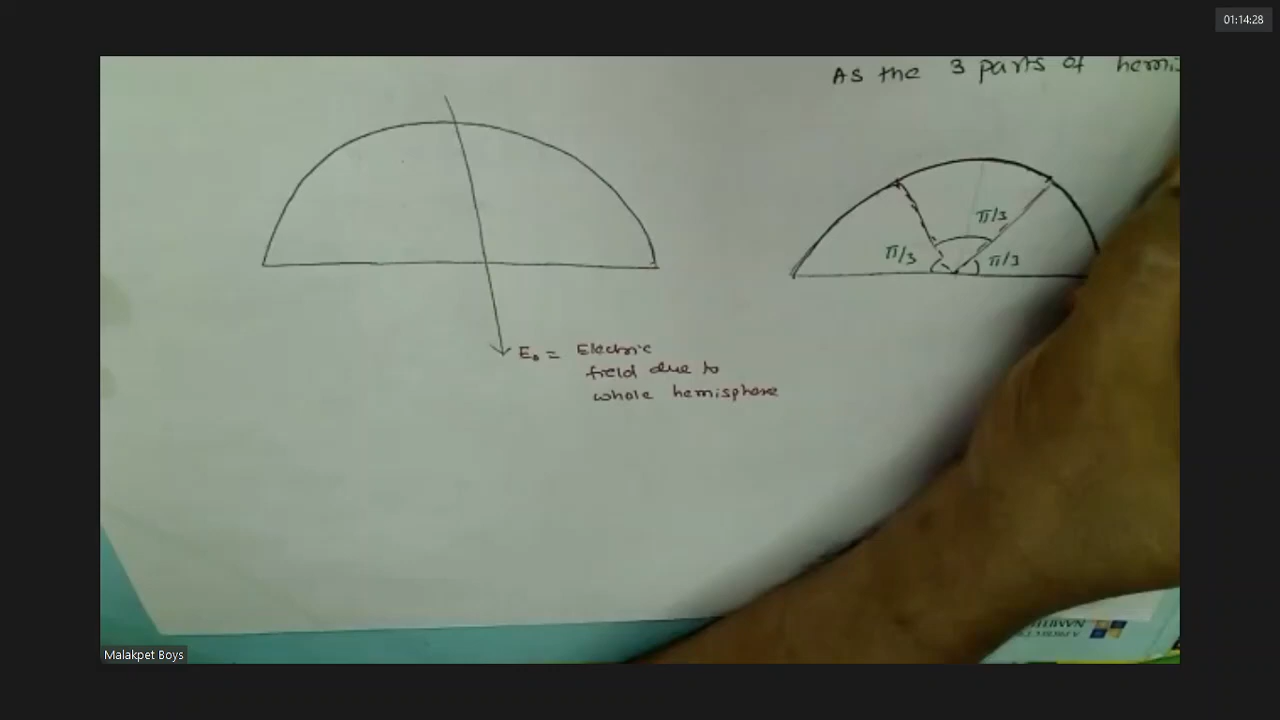 01:14:28
As the 3 parts of
π/3
π/3
π/3
E₀ = Electric
field due to
whole hemisphere
Malakpet Boys